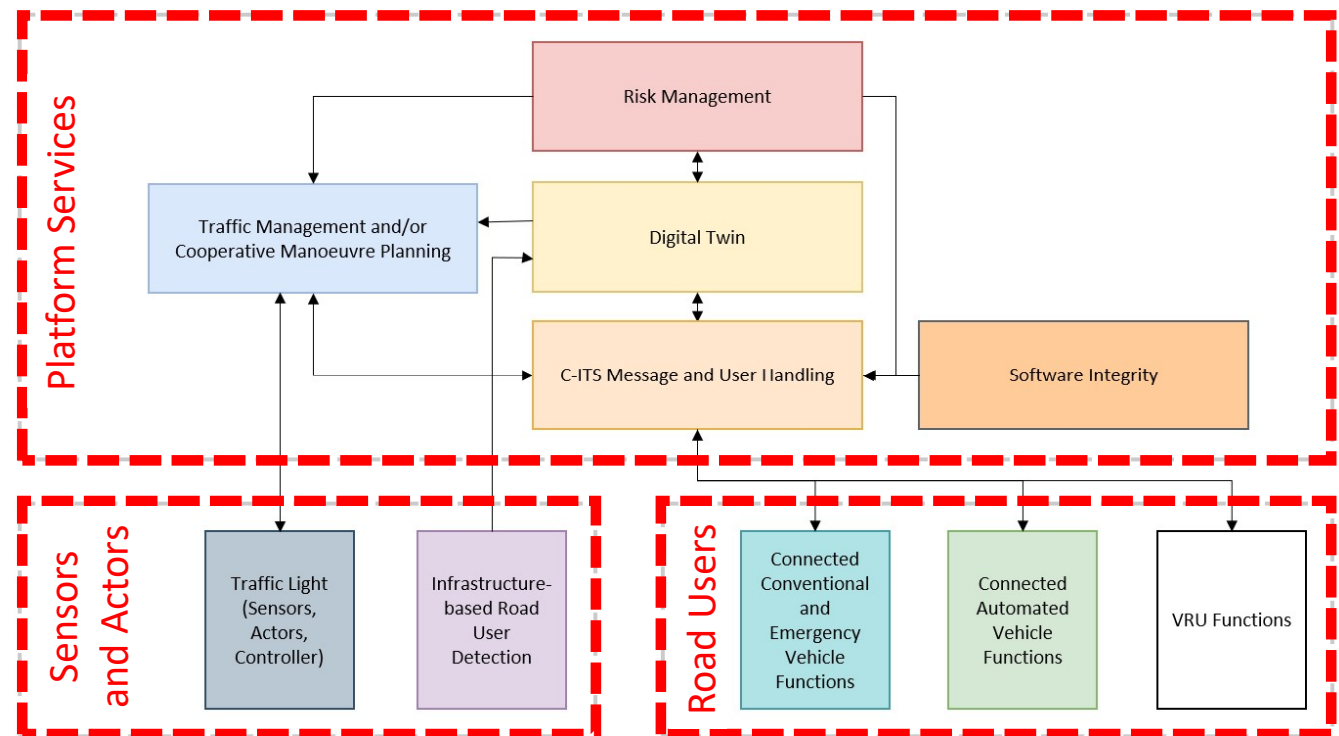 Platform Services
Risk Management
Traffic Management and/or
Cooperative Manoeuvre Planning
Digital Twin
C-ITS Message and User Handling
Software Integrity
Sensors
and Actors
Traffic Light
(Sensors,
Actors,
Controller)
Infrastructure-
based Road
User
Detection
Road Users
Connected
Conventional
and
Emergency
Vehicle
Functions
Connected
Automated
Vehicle
Functions
VRU Functions